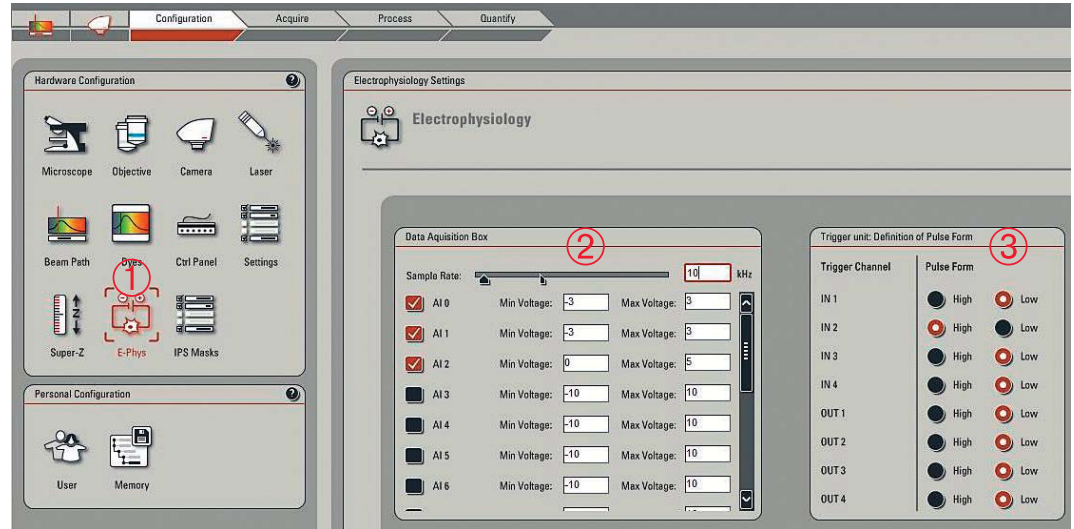 Configuration Acquire Process Quantify
Hardware Configuration ?
Microscope Objective Camera Laser
Beam Path Dyes Ctrl Panel Settings
①
Z
Super-Z E-Phys IPS Masks
Personal Configuration ?
User Memory
Electrophysiology Settings
Electrophysiology
Data Aquisition Box ②
Sample Rate: 10 kHz
AI 0 Min Voltage: -3 Max Voltage: 3
AI 1 Min Voltage: -3 Max Voltage: 3
AI 2 Min Voltage: 0 Max Voltage: 5
AI 3 Min Voltage: -10 Max Voltage: 10
AI 4 Min Voltage: -10 Max Voltage: 10
AI 5 Min Voltage: -10 Max Voltage: 10
AI 6 Min Voltage: -10 Max Voltage: 10
Trigger unit: Definition of Pulse Form ③
Trigger Channel Pulse Form
IN 1 High Low
IN 2 High Low
IN 3 High Low
IN 4 High Low
OUT 1 High Low
OUT 2 High Low
OUT 3 High Low
OUT 4 High Low